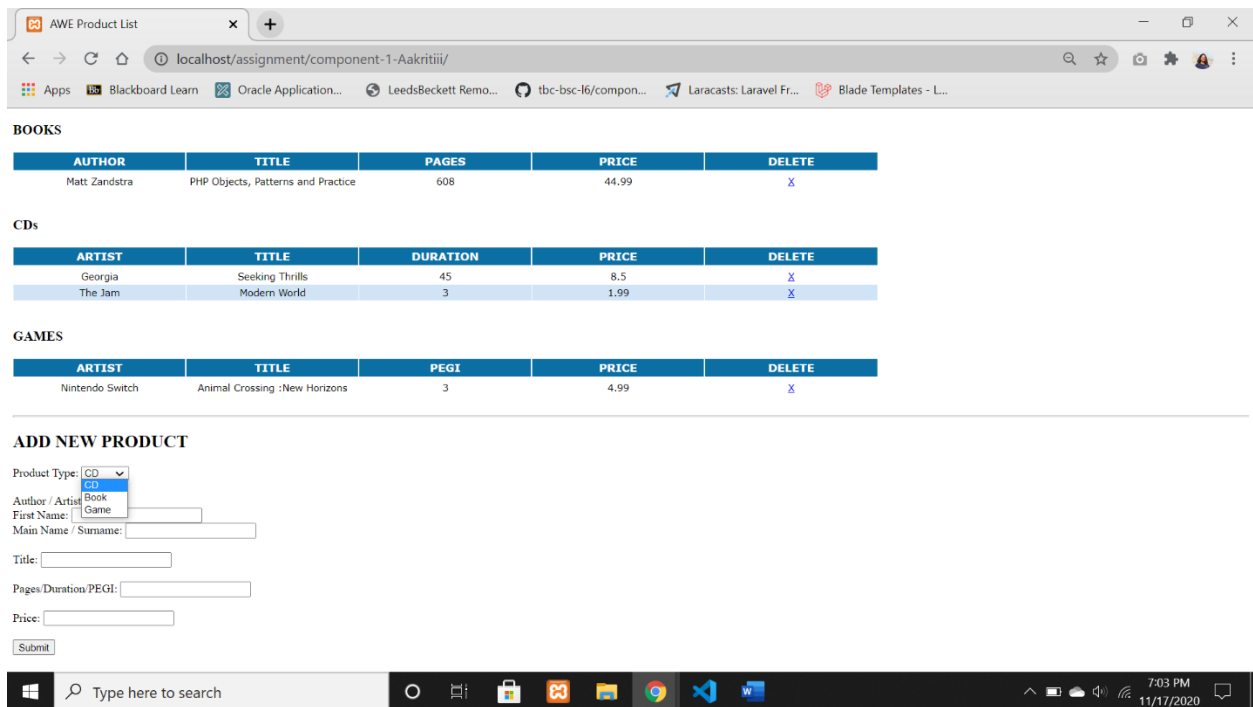 AWE Product List
localhost/assignment/component-1-Aakritiii/
Apps Blackboard Learn Oracle Application... LeedsBeckett Remo... tbc-bsc-l6/compon... Laracasts: Laravel Fr... Blade Templates - L...
BOOKS
AUTHOR TITLE PAGES PRICE DELETE
Matt Zandstra PHP Objects, Patterns and Practice 608 44.99 X
CDs
ARTIST TITLE DURATION PRICE DELETE
Georgia Seeking Thrills 45 8.5 X
The Jam Modern World 3 1.99 X
GAMES
ARTIST TITLE PEGI PRICE DELETE
Nintendo Switch Animal Crossing :New Horizons 3 4.99 X
ADD NEW PRODUCT
Product Type: CD
CD
Book
Game
Author / Artist
First Name:
Main Name / Surname:
Title:
Pages/Duration/PEGI:
Price:
Submit
Type here to search
7:03 PM
11/17/2020